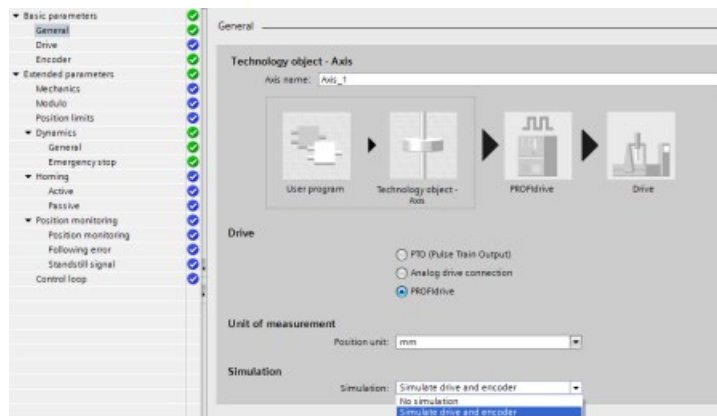 Basic parameters
General
Drive
Encoder
Extended parameters
Mechanics
Modulo
Position limits
Dynamics
General
Emergency stop
Homing
Active
Passive
Position monitoring
Position monitoring
Following error
Standstill signal
Control loop
General
Technology object - Axis
Axis name: Axis_1
User program
Technology object - Axis
PROFIdrive
Drive
Drive
PTO (Pulse Train Output)
Analog drive connection
PROFIdrive
Unit of measurement
Position unit: mm
Simulation
Simulation: Simulate drive and encoder
No simulation
Simulate drive and encoder